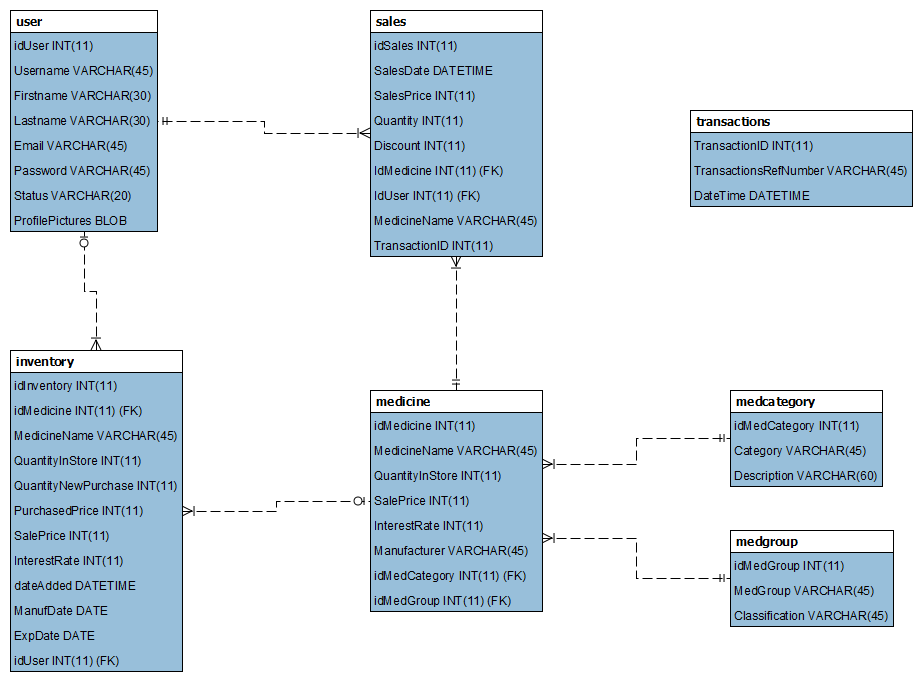 user
idUser INT(11)
Username VARCHAR(45)
Firstname VARCHAR(30)
Lastname VARCHAR(30)
Email VARCHAR(45)
Password VARCHAR(45)
Status VARCHAR(20)
ProfilePictures BLOB
sales
idSales INT(11)
SalesDate DATETIME
SalesPrice INT(11)
Quantity INT(11)
Discount INT(11)
IdMedicine INT(11) (FK)
IdUser INT(11) (FK)
MedicineName VARCHAR(45)
TransactionID INT(11)
transactions
TransactionID INT(11)
TransactionsRefNumber VARCHAR(45)
DateTime DATETIME
inventory
idInventory INT(11)
idMedicine INT(11) (FK)
MedicineName VARCHAR(45)
QuantityInStore INT(11)
QuantityNewPurchase INT(11)
PurchasedPrice INT(11)
SalePrice INT(11)
InterestRate INT(11)
dateAdded DATETIME
ManufDate DATE
ExpDate DATE
idUser INT(11) (FK)
medicine
idMedicine INT(11)
MedicineName VARCHAR(45)
QuantityInStore INT(11)
SalePrice INT(11)
InterestRate INT(11)
Manufacturer VARCHAR(45)
idMedCategory INT(11) (FK)
idMedGroup INT(11) (FK)
medcategory
idMedCategory INT(11)
Category VARCHAR(45)
Description VARCHAR(60)
medgroup
idMedGroup INT(11)
MedGroup VARCHAR(45)
Classification VARCHAR(45)